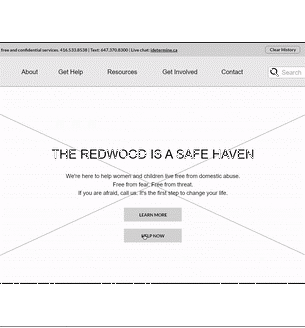 free and confidential services. 416.533.8538 | Text: 647.370.8300 | Live chat: idetermine.ca
Clear History
About Get Help Resources Get Involved Contact Search
THE REDWOOD IS A SAFE HAVEN
We're here to help women and children live free from domestic abuse.
Free from fear. Free from threat.
If you are afraid, call us. It's the first step to change your life.
LEARN MORE
HELP NOW